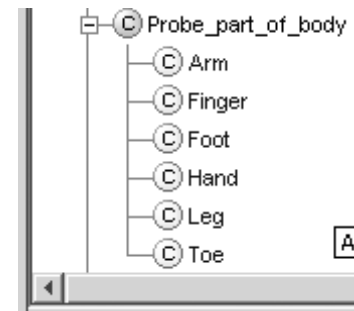 C Probe_part_of_body
C Arm
C Finger
C Foot
C Hand
C Leg
A
C Toe